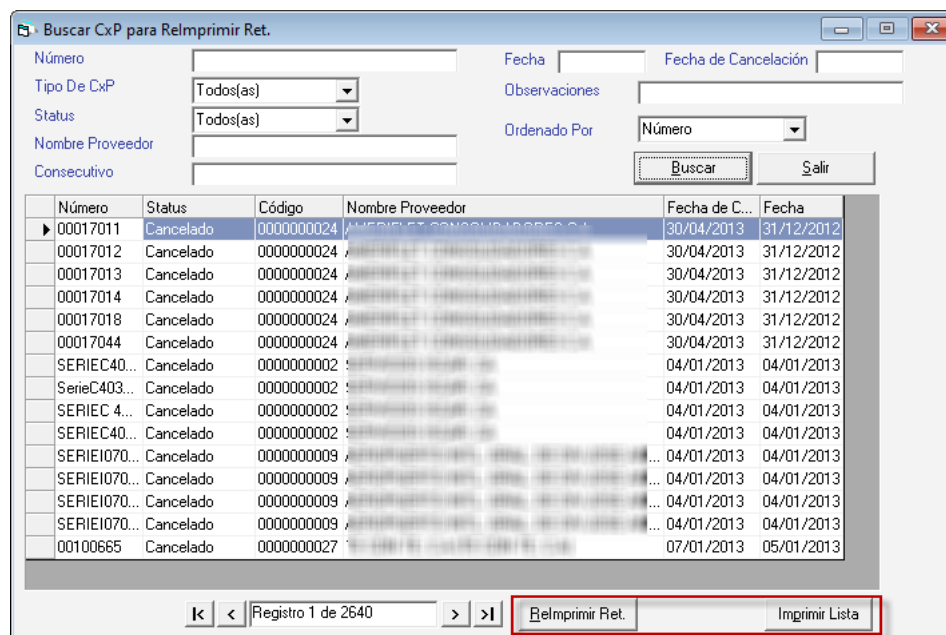 Buscar CxP para ReImprimir Ret.
Número Fecha Fecha de Cancelación
Tipo De CxP Todos(as) Observaciones
Status Todos(as) Ordenado Por Número
Nombre Proveedor
Consecutivo Buscar Salir
Número Status Código Nombre Proveedor Fecha de C... Fecha
00017011 Cancelado 0000000024 30/04/2013 31/12/2012
00017012 Cancelado 0000000024 30/04/2013 31/12/2012
00017013 Cancelado 0000000024 30/04/2013 31/12/2012
00017014 Cancelado 0000000024 30/04/2013 31/12/2012
00017018 Cancelado 0000000024 30/04/2013 31/12/2012
00017044 Cancelado 0000000024 30/04/2013 31/12/2012
SERIEC40... Cancelado 0000000002 04/01/2013 04/01/2013
SerieC403... Cancelado 0000000002 04/01/2013 04/01/2013
SERIEC 4... Cancelado 0000000002 04/01/2013 04/01/2013
SERIEC40... Cancelado 0000000002 04/01/2013 04/01/2013
SERIEI070... Cancelado 0000000009 ... 04/01/2013 04/01/2013
SERIEI070... Cancelado 0000000009 ... 04/01/2013 04/01/2013
SERIEI070... Cancelado 0000000009 ... 04/01/2013 04/01/2013
SERIEI070... Cancelado 0000000009 ... 04/01/2013 04/01/2013
00100665 Cancelado 0000000027 07/01/2013 05/01/2013
Registro 1 de 2640 ReImprimir Ret. Imprimir Lista